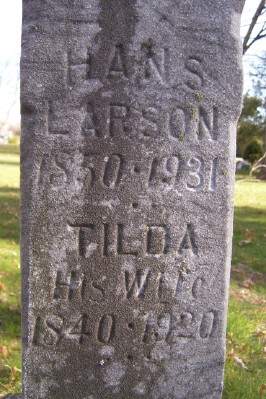 HANS
LARSON
1850 · 1931
TILDA
HIS WIFE
1840 · 1920